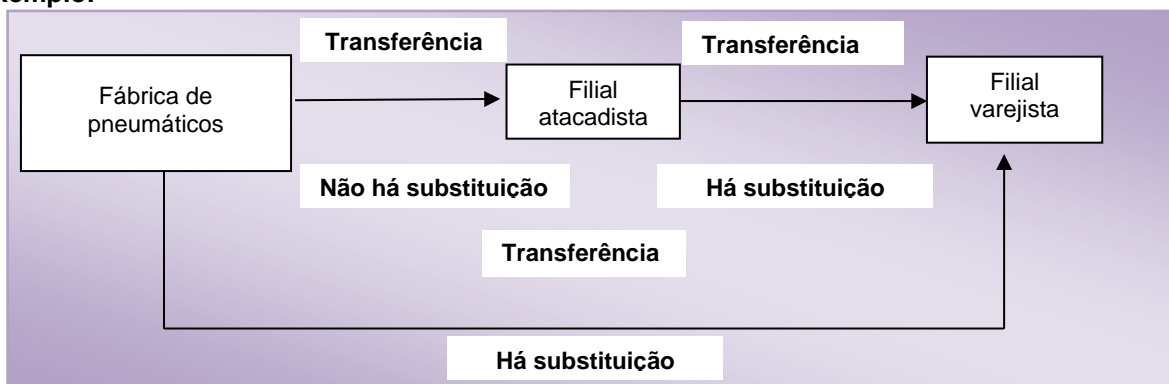 Transferência
Transferência
Fábrica de
pneumáticos
Filial
atacadista
Filial
varejista
Não há substituição
Há substituição
Transferência
Há substituição